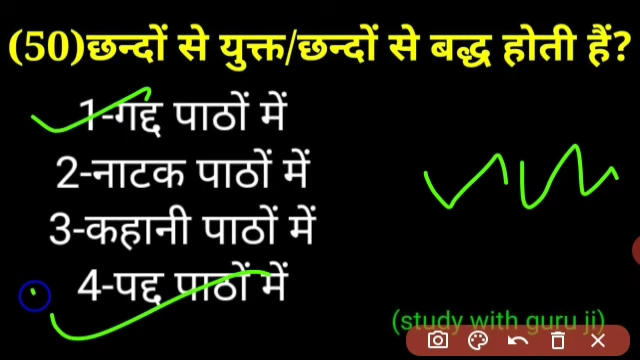 (50)छन्दों से युक्त/छन्दों से बद्ध होती हैं?
1-गद्द पाठों में
2-नाटक पाठों में
3-कहानी पाठों में
4-पद्द पाठों में
(study with guru ji)